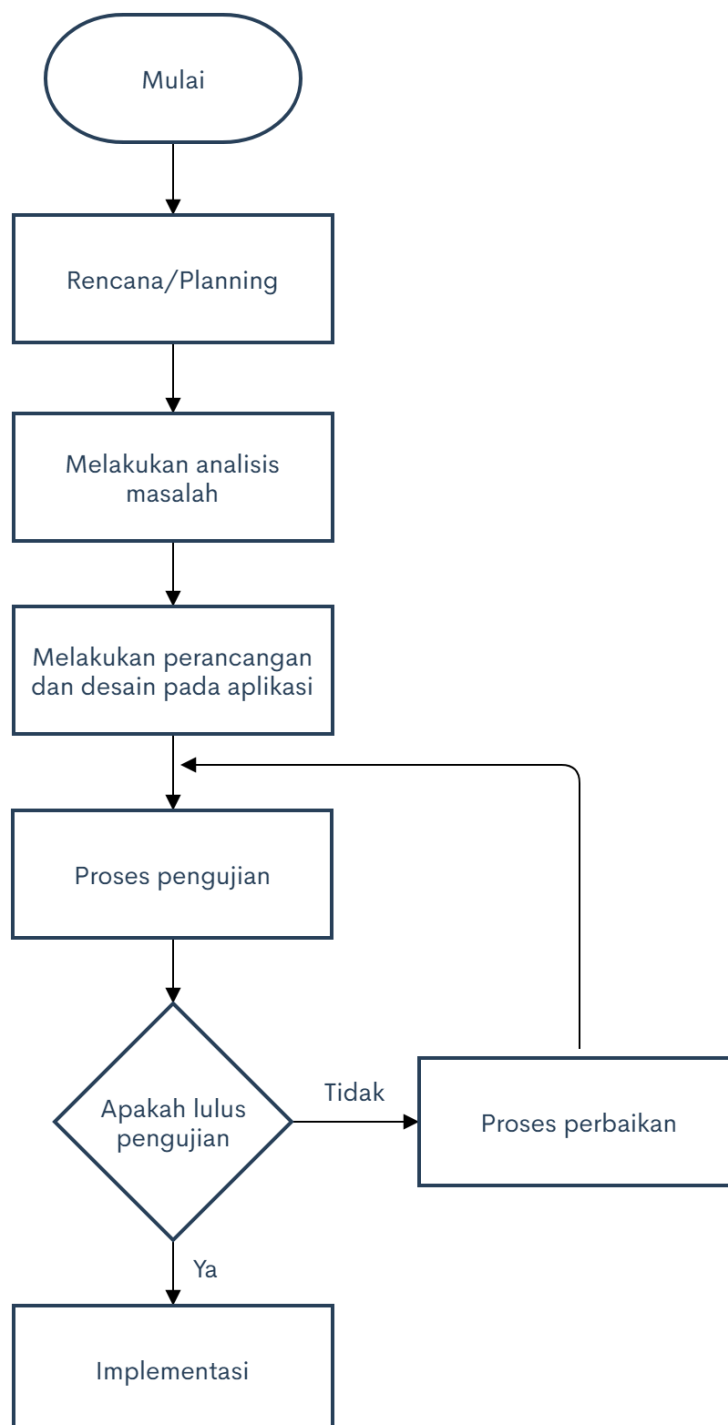 Mulai
Rencana/Planning
Melakukan analisis
masalah
Melakukan perancangan
dan desain pada aplikasi
Proses pengujian
Apakah lulus
pengujian
Tidak
Proses perbaikan
Ya
Implementasi